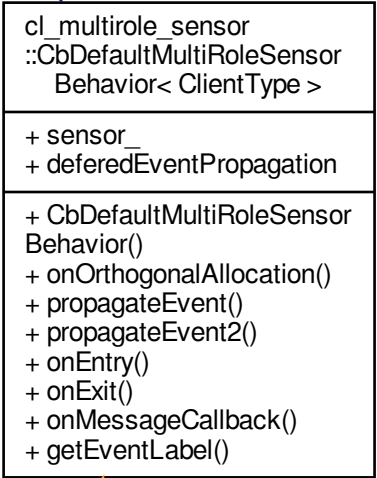 cl_multirole_sensor
::CbDefaultMultiRoleSensor
Behavior< ClientType >
+ sensor_
+ deferedEventPropagation
+ CbDefaultMultiRoleSensor
Behavior()
+ onOrthogonalAllocation()
+ propagateEvent()
+ propagateEvent2()
+ onEntry()
+ onExit()
+ onMessageCallback()
+ getEventLabel()